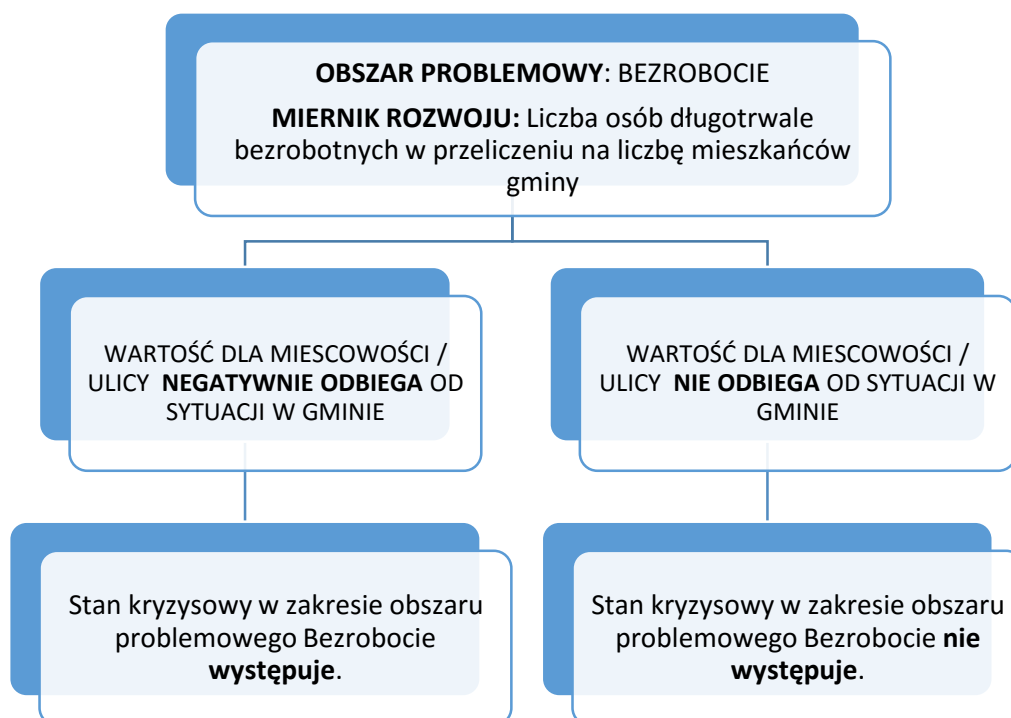 OBSZAR PROBLEMOWY: BEZROBOCIE
MIERNIK ROZWOJU: Liczba osób długotrwale
bezrobotnych w przeliczeniu na liczbę mieszkańców
gminy
WARTOŚĆ DLA MIESCOWOŚCI /
ULICY NEGATYWNIE ODBIEGA OD
SYTUACJI W GMINIE
WARTOŚĆ DLA MIESCOWOŚCI /
ULICY NIE ODBIEGA OD SYTUACJI W
GMINIE
Stan kryzysowy w zakresie obszaru
problemowego Bezrobocie
występuje.
Stan kryzysowy w zakresie obszaru
problemowego Bezrobocie nie
występuje.